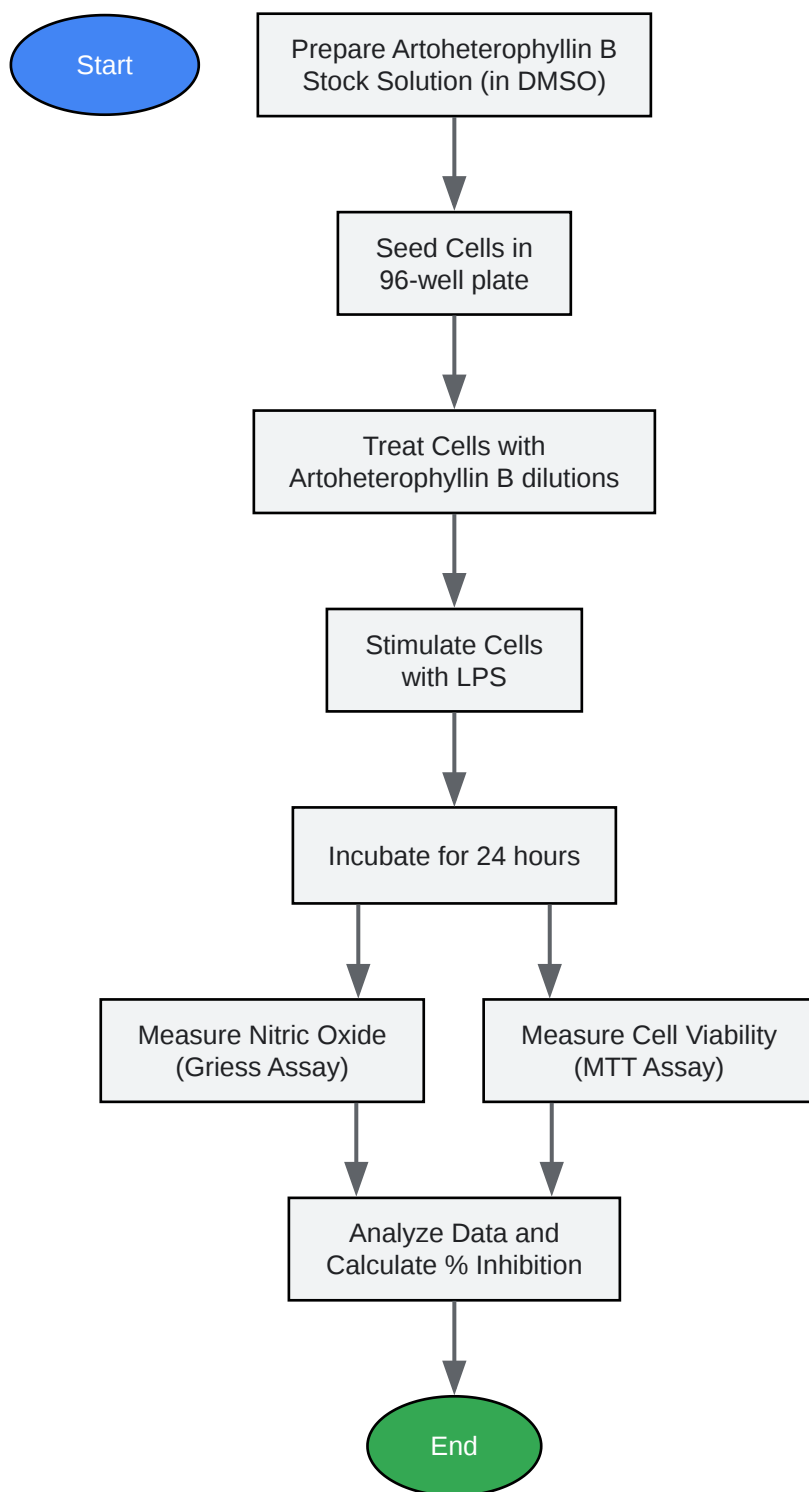 Start
Prepare Artoheterophyllin B
Stock Solution (in DMSO)
Seed Cells in
96-well plate
Treat Cells with
Artoheterophyllin B dilutions
Stimulate Cells
with LPS
Incubate for 24 hours
Measure Nitric Oxide
(Griess Assay)
Measure Cell Viability
(MTT Assay)
Analyze Data and
Calculate % Inhibition
End